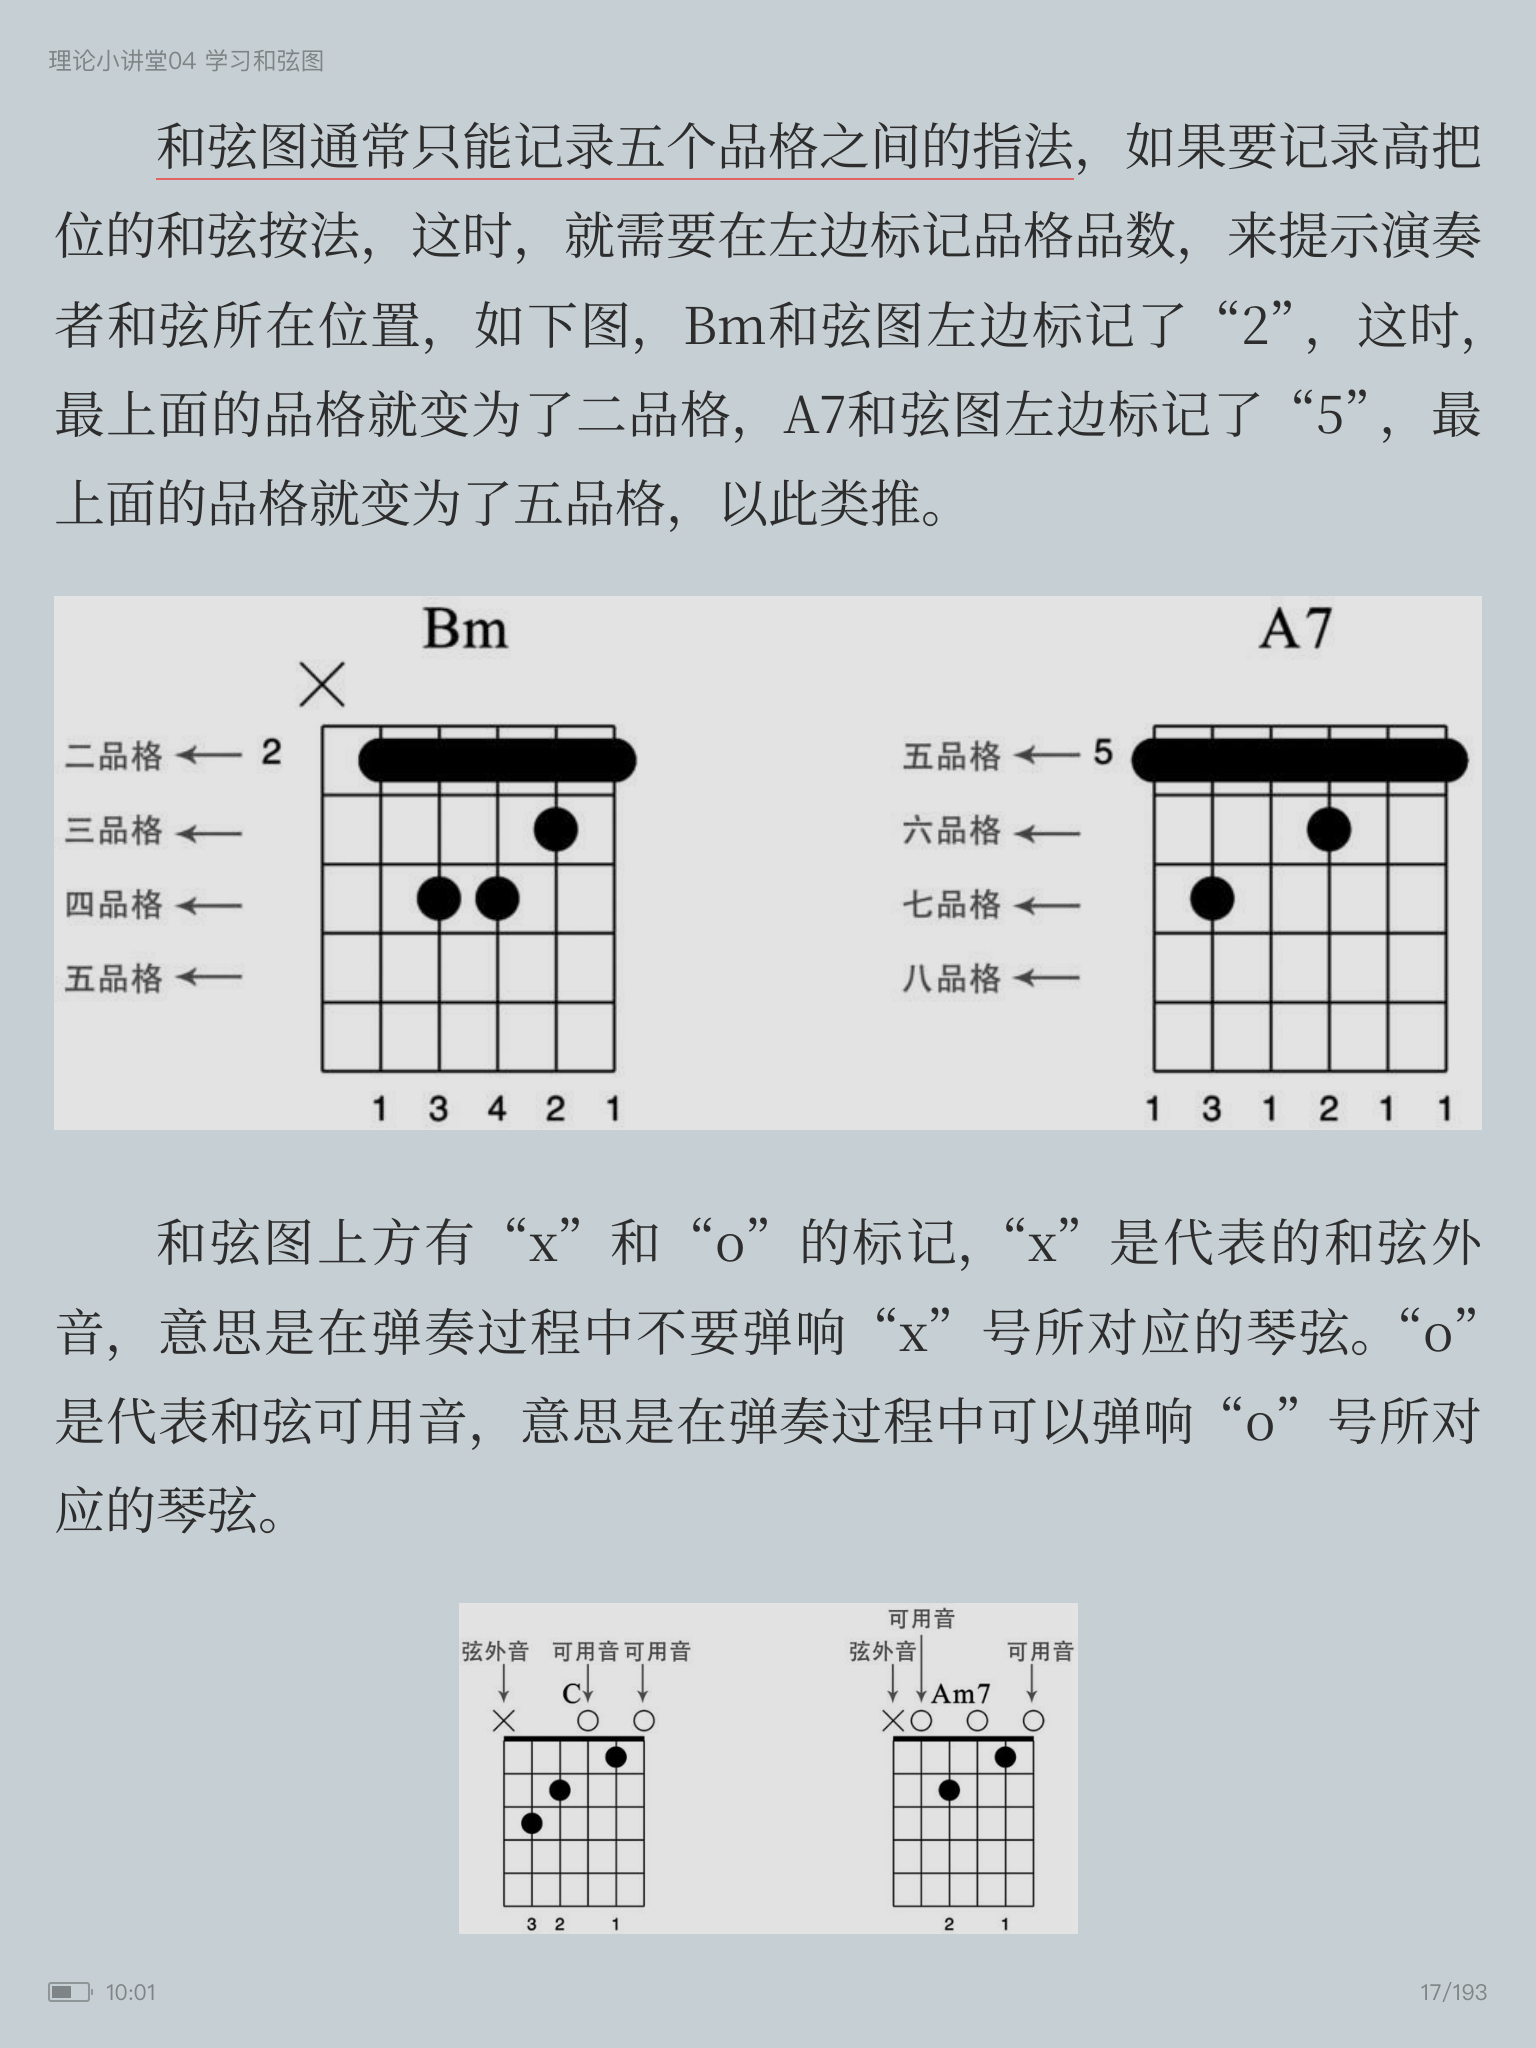 理论小讲堂04 学习和弦图
和弦图通常只能记录五个品格之间的指法，如果要记录高把
位的和弦按法，这时，就需要在左边标记品格品数，来提示演奏
者和弦所在位置，如下图，Bm和弦图左边标记了“2”，这时，
最上面的品格就变为了二品格，A7和弦图左边标记了“5”，最
上面的品格就变为了五品格，以此类推。
Bm A7
二品格 2 五品格 5
三品格 六品格
四品格 七品格
五品格 八品格
1 3 4 2 1 1 3 1 2 1 1
和弦图上方有“x”和“o”的标记，“x”是代表的和弦外
音，意思是在弹奏过程中不要弹响“x”号所对应的琴弦。“o”
是代表和弦可用音，意思是在弹奏过程中可以弹响“o”号所对
应的琴弦。
可用音
弦外音 可用音 可用音 弦外音 可用音
C Am7
3 2 1 2 1
10:01 17/193